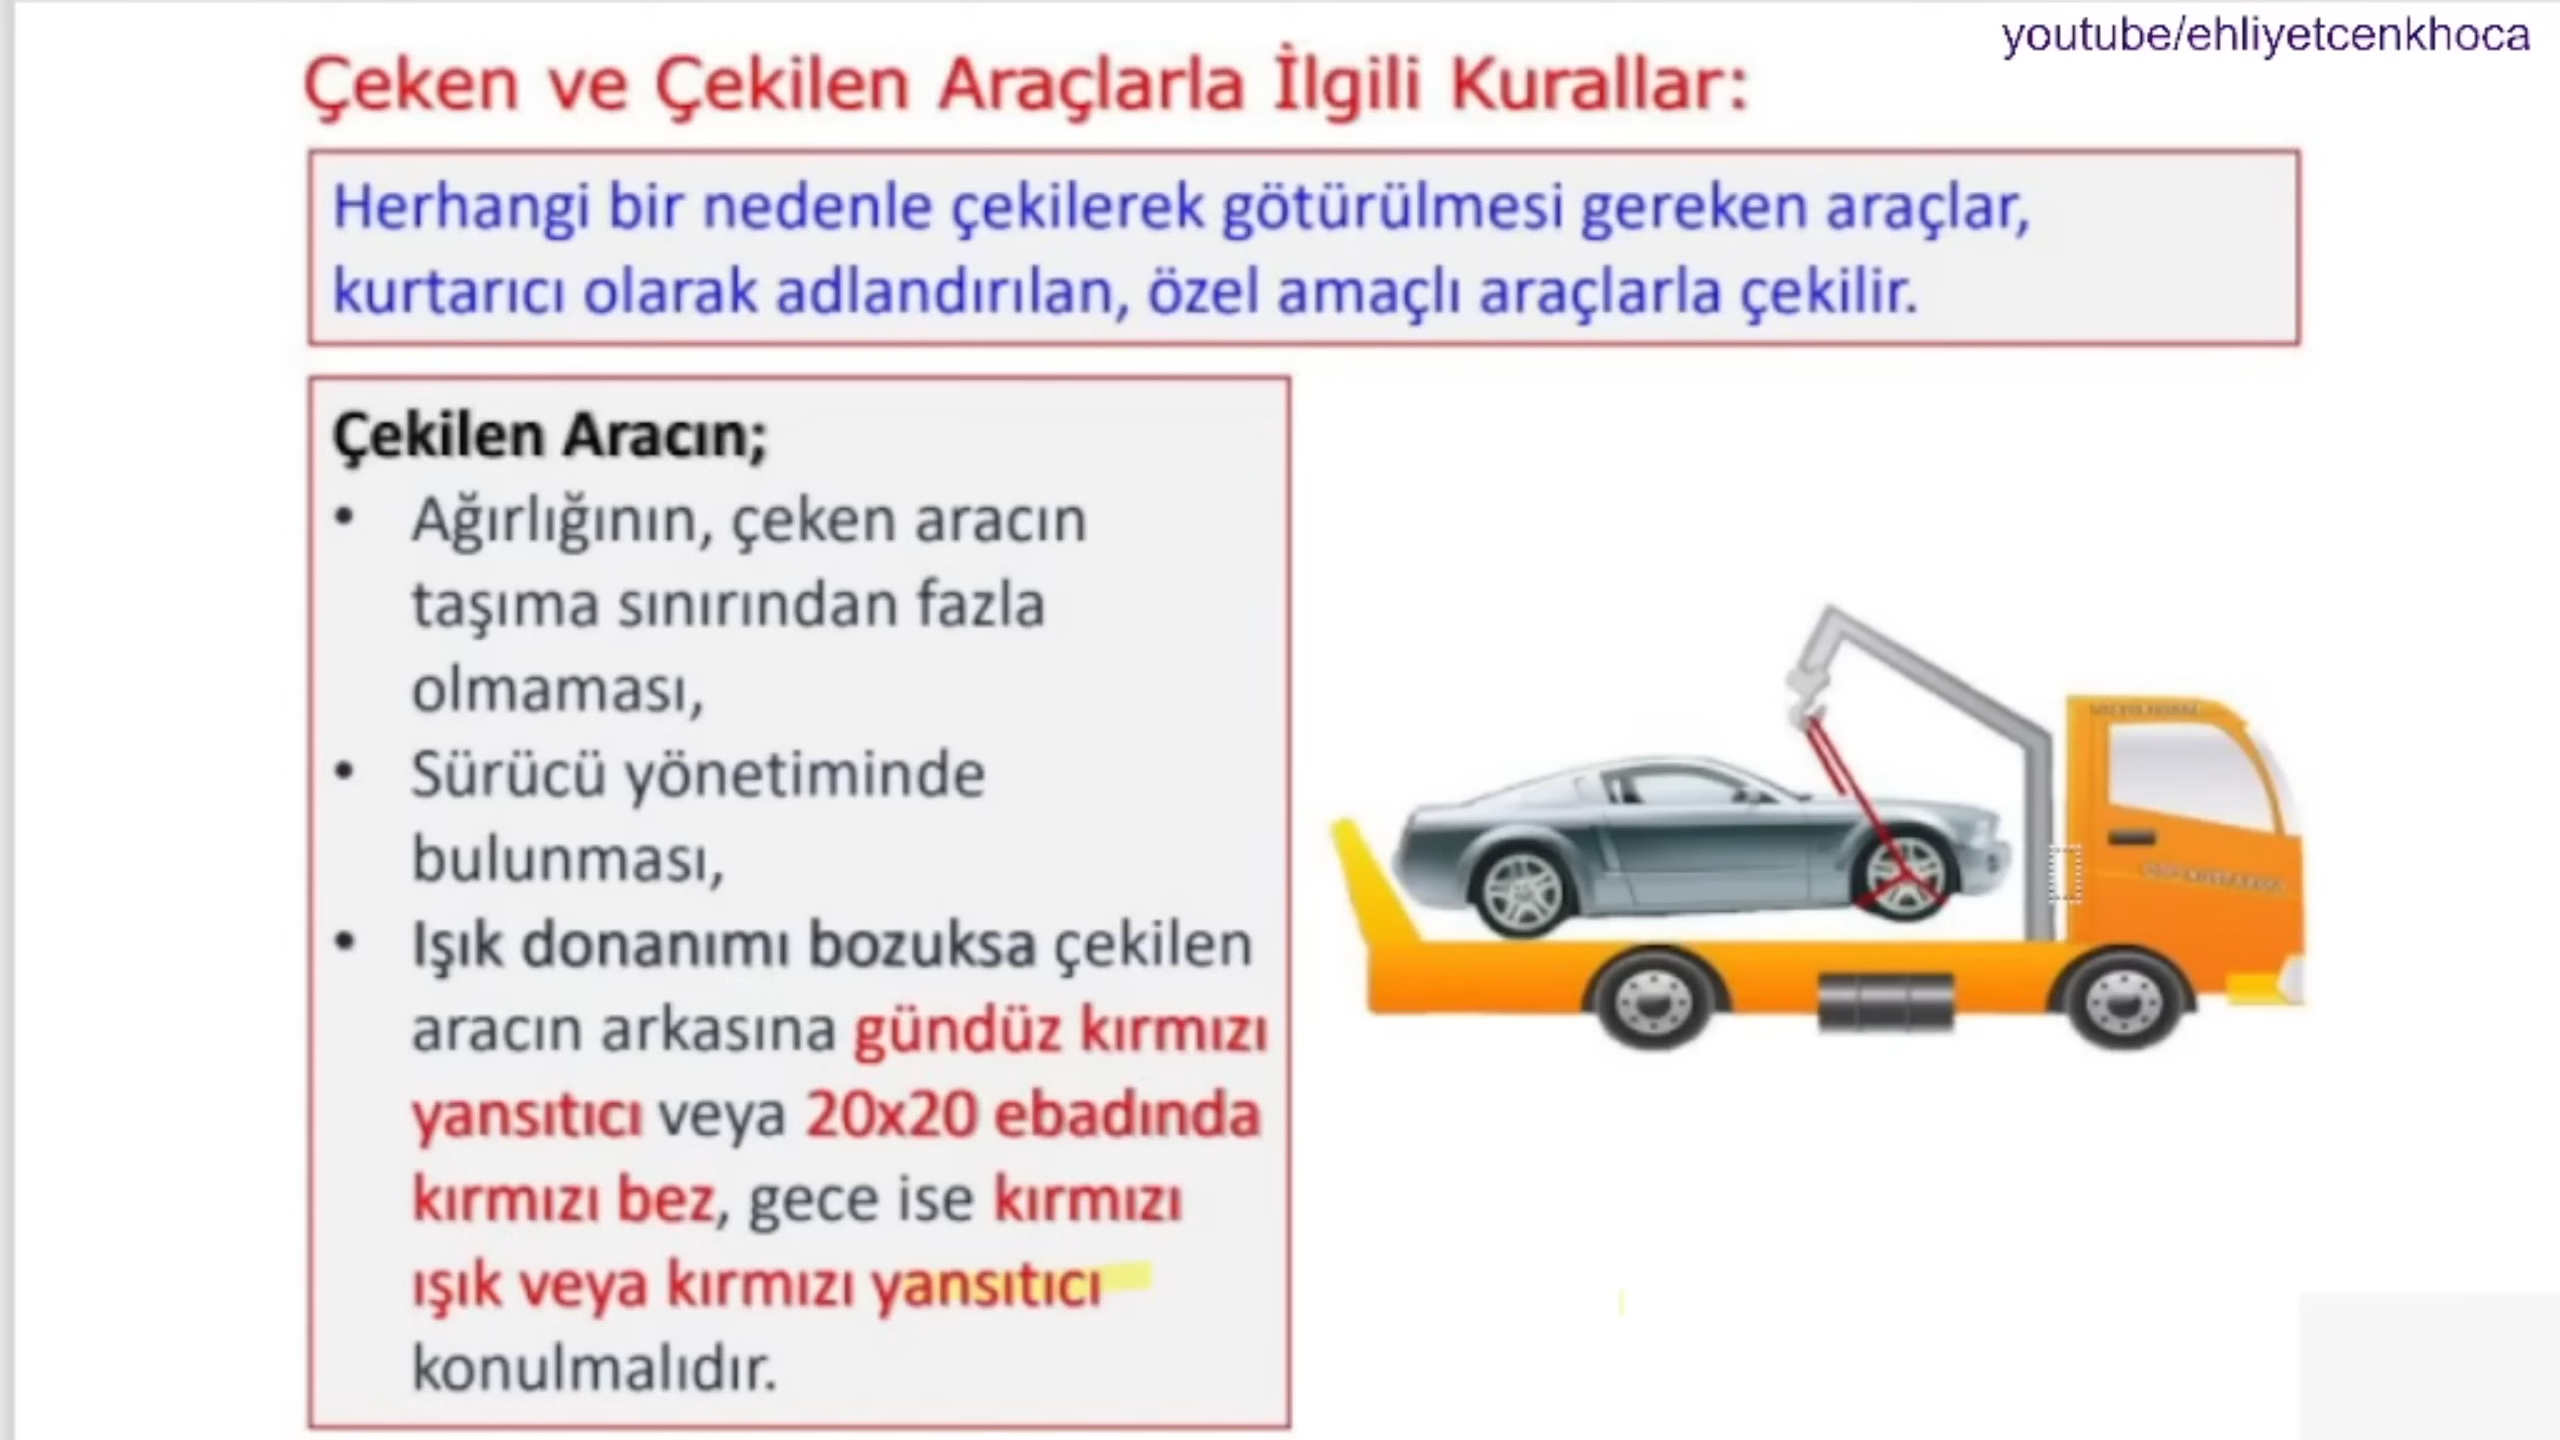 youtube/ehliyetcenkhoca
Çeken ve Çekilen Araçlarla İlgili Kurallar:
Herhangi bir nedenle çekilerek götürülmesi gereken araçlar,
kurtarıcı olarak adlandırılan, özel amaçlı araçlarla çekilir.
Çekilen Aracın;
• Ağırlığının, çeken aracın
taşıma sınırından fazla
olmaması,
• Sürücü yönetiminde
bulunması,
• Işık donanımı bozuksa çekilen
aracın arkasına gündüz kırmızı
yansıtıcı veya 20x20 ebadında
kırmızı bez, gece ise kırmızı
ışık veya kırmızı yansıtıcı
konulmalıdır.